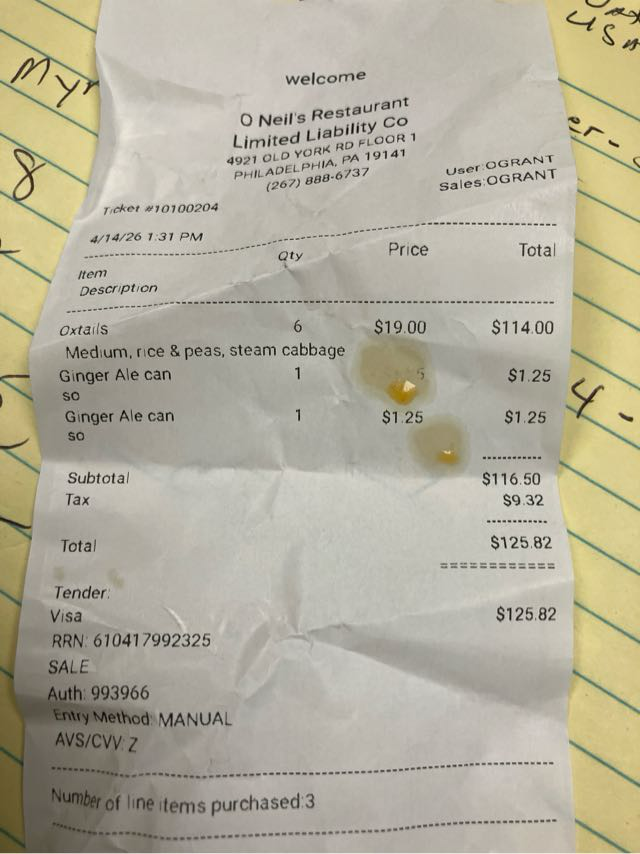 welcome
O Neil's Restaurant
Limited Liability Co
4921 OLD YORK RD FLOOR 1
PHILADELPHIA, PA 19141
(267) 888-6737
User:OGRANT
Sales:OGRANT
Ticket #10100204
4/14/26 1:31 PM
Item Description Qty Price Total
Oxtails 6 $19.00 $114.00
Medium, rice & peas, steam cabbage
Ginger Ale can 1 $1.25
so
Ginger Ale can 1 $1.25 $1.25
so
Subtotal $116.50
Tax $9.32
Total $125.82
Tender:
Visa $125.82
RRN: 610417992325
SALE
Auth: 993966
Entry Method: MANUAL
AVS/CVV: Z
Number of line items purchased:3
8
4 -